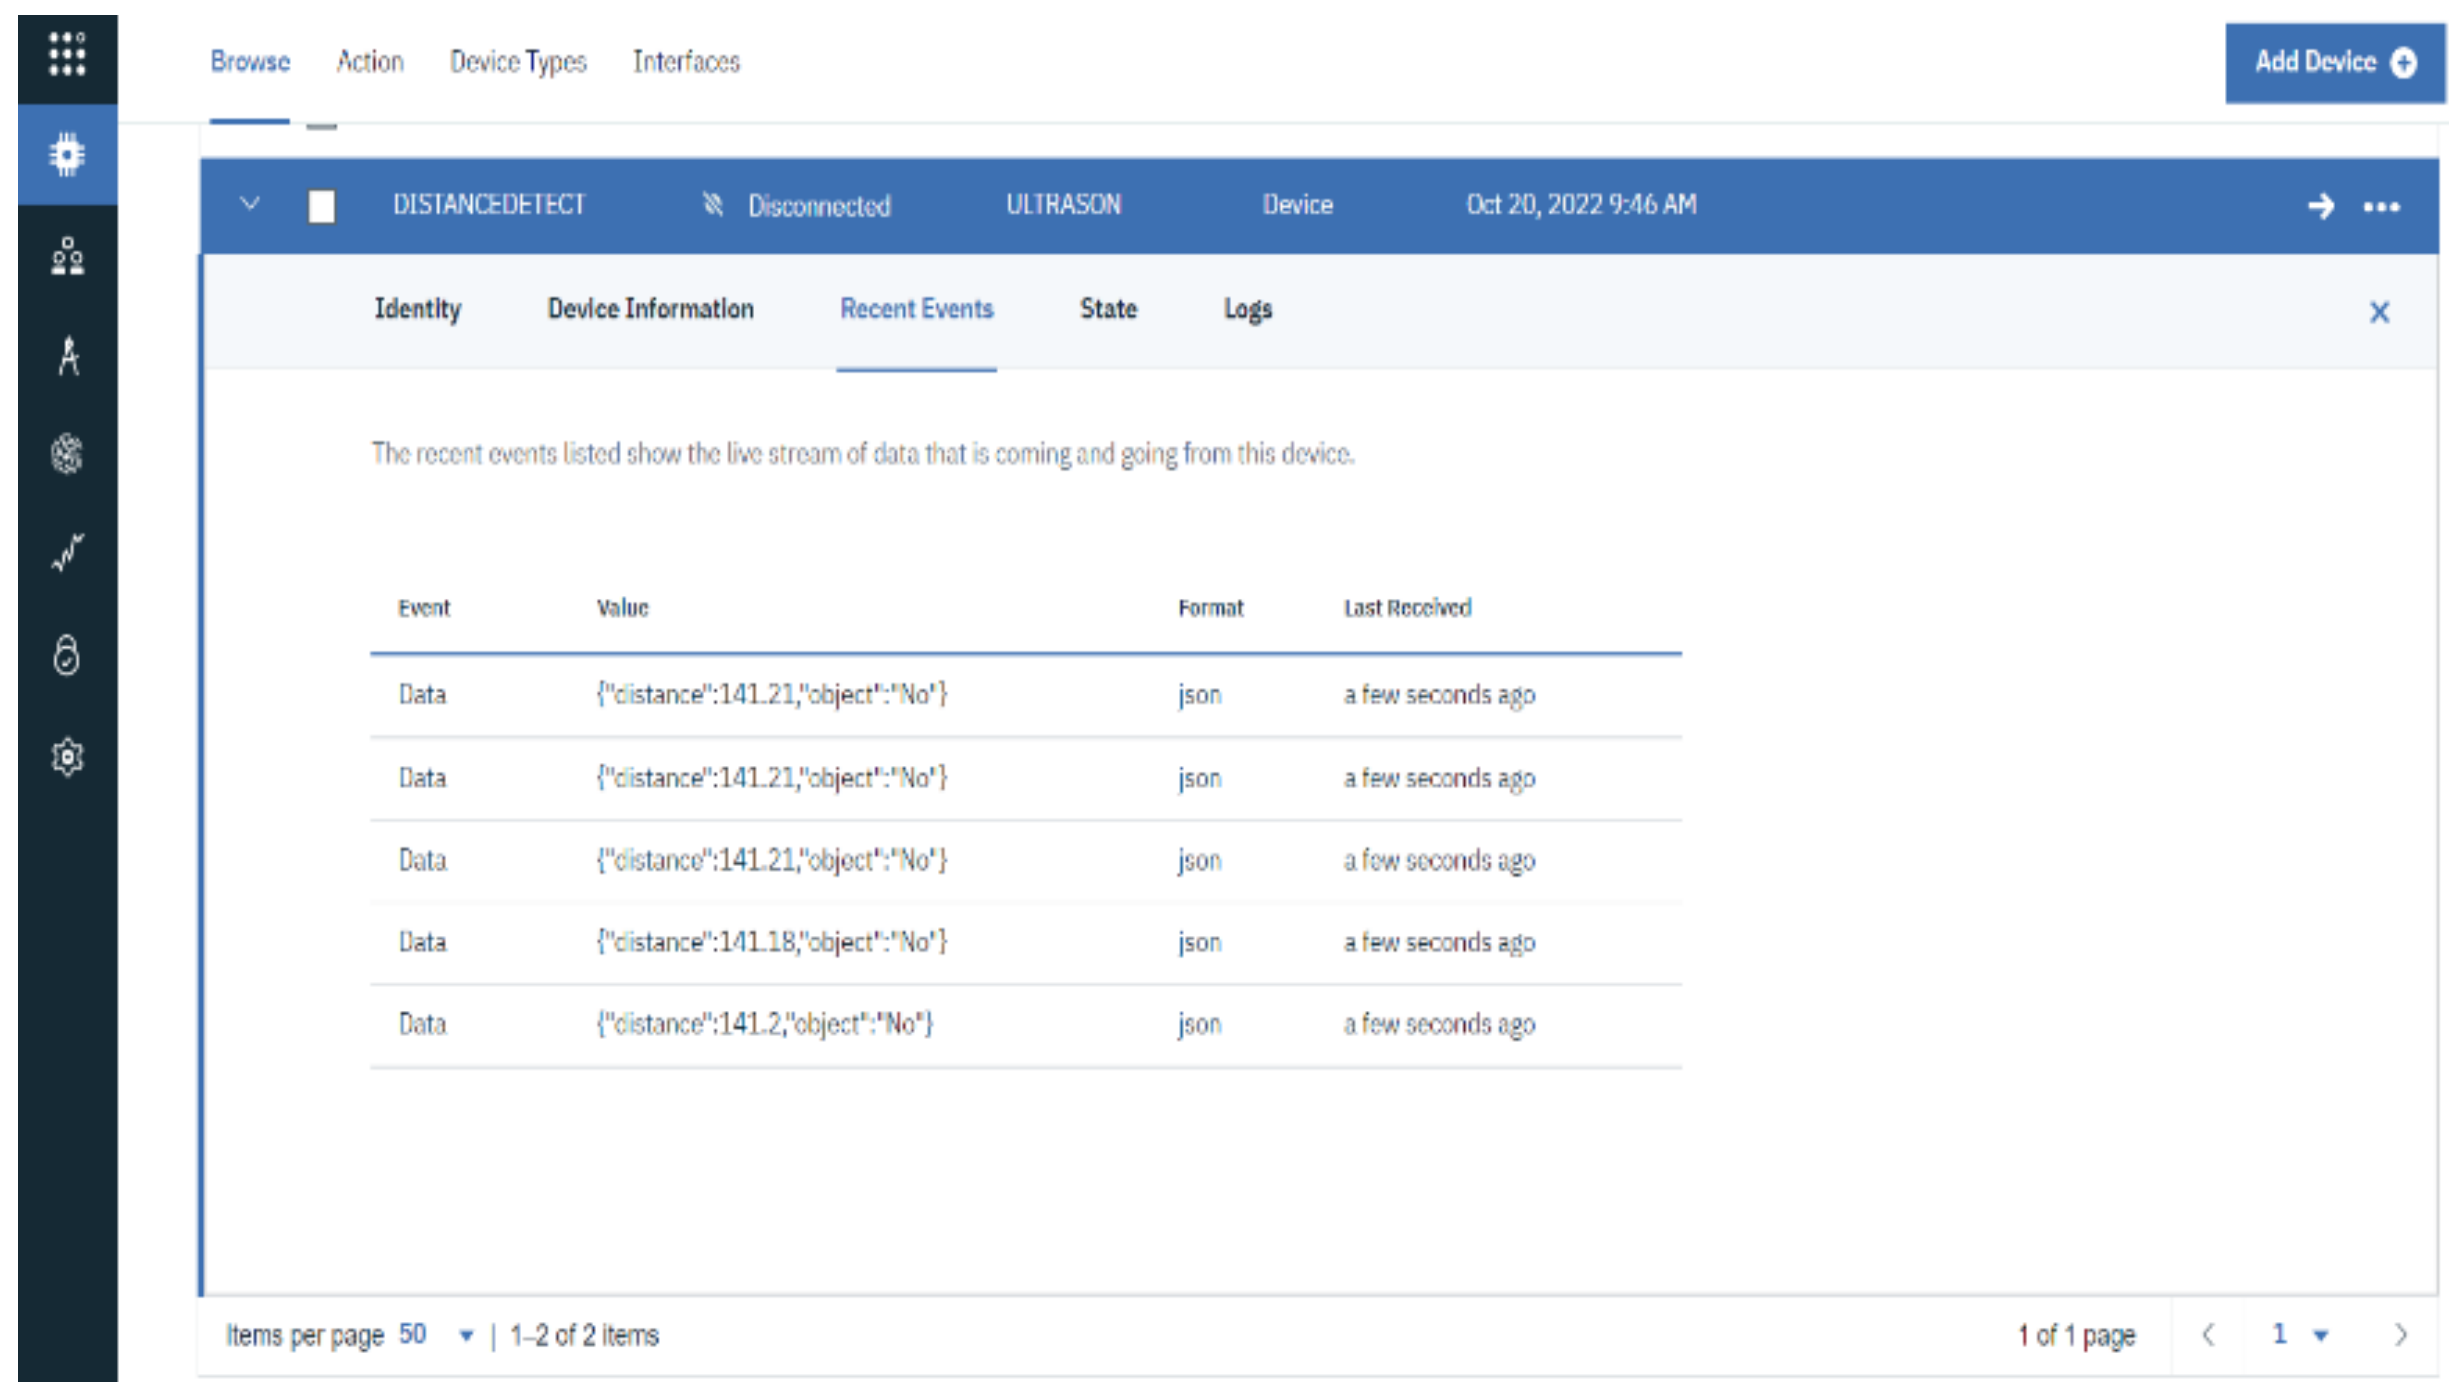 Browse Action Device Types Interfaces Add Device
DISTANCEDETECT Disconnected ULTRASON Device Oct 20, 2022 9:46 AM
Identity Device Information Recent Events State Logs
The recent events listed show the live stream of data that is coming and going from this device.
Event Value Format Last Received
Data {"distance":141.21,"object":"No"} json a few seconds ago
Data {"distance":141.21,"object":"No"} json a few seconds ago
Data {"distance":141.21,"object":"No"} json a few seconds ago
Data {"distance":141.18,"object":"No"} json a few seconds ago
Data {"distance":141.2,"object":"No"} json a few seconds ago
Items per page 50 | 1–2 of 2 items 1 of 1 page 1